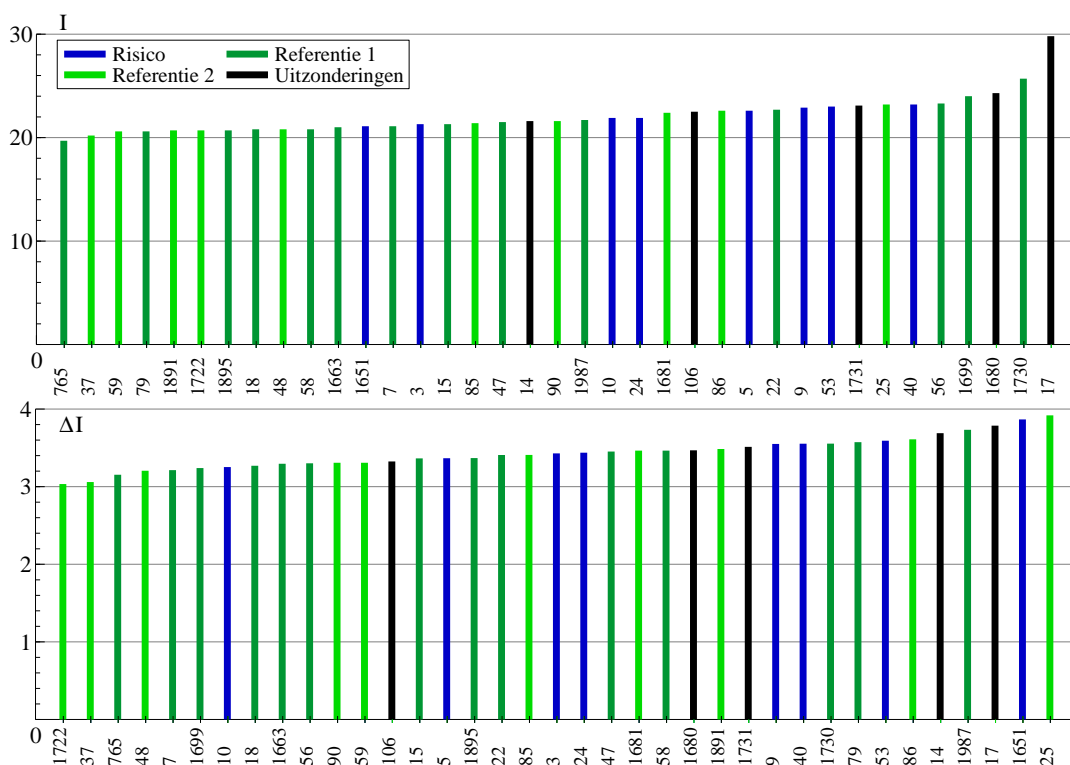 I
30
Risico
Referentie 1
Referentie 2
Uitzonderingen
20
10
0
765 37 59 79 1891 1722 1895 18 48 58 1663 1651 7 3 15 85 47 14 90 1987 10 24 1681 106 86 5 22 9 53 1731 25 40 56 1699 1680 1730 17
4
ΔI
3
2
1
0
1722 37 765 48 7 1699 10 18 1663 56 90 59 106 15 5 1895 22 85 3 24 47 1681 58 1680 1891 1731 9 40 1730 79 53 86 14 1987 17 1651 25